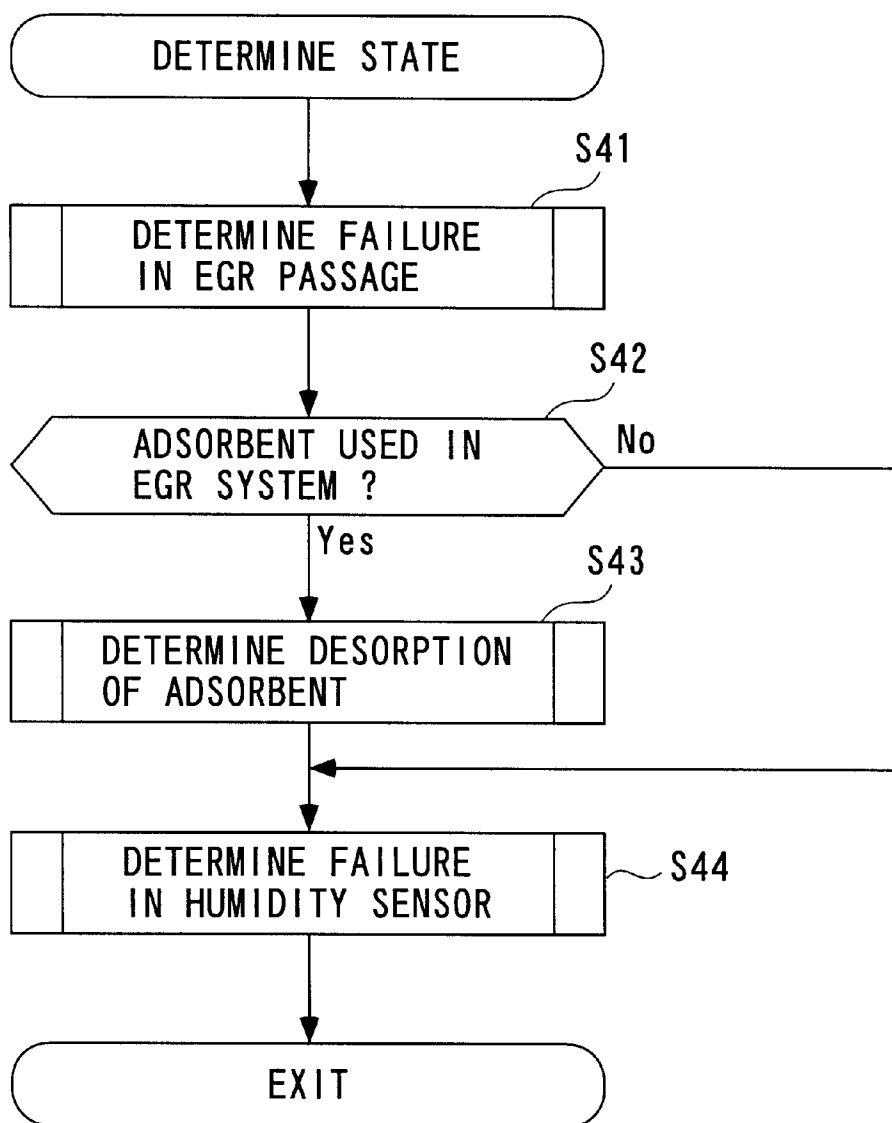 DETERMINE STATE
S41
DETERMINE FAILURE
IN EGR PASSAGE
S42
ADSORBENT USED IN
EGR SYSTEM ?
No
Yes
S43
DETERMINE DESORPTION
OF ADSORBENT
DETERMINE FAILURE
IN HUMIDITY SENSOR
S44
EXIT